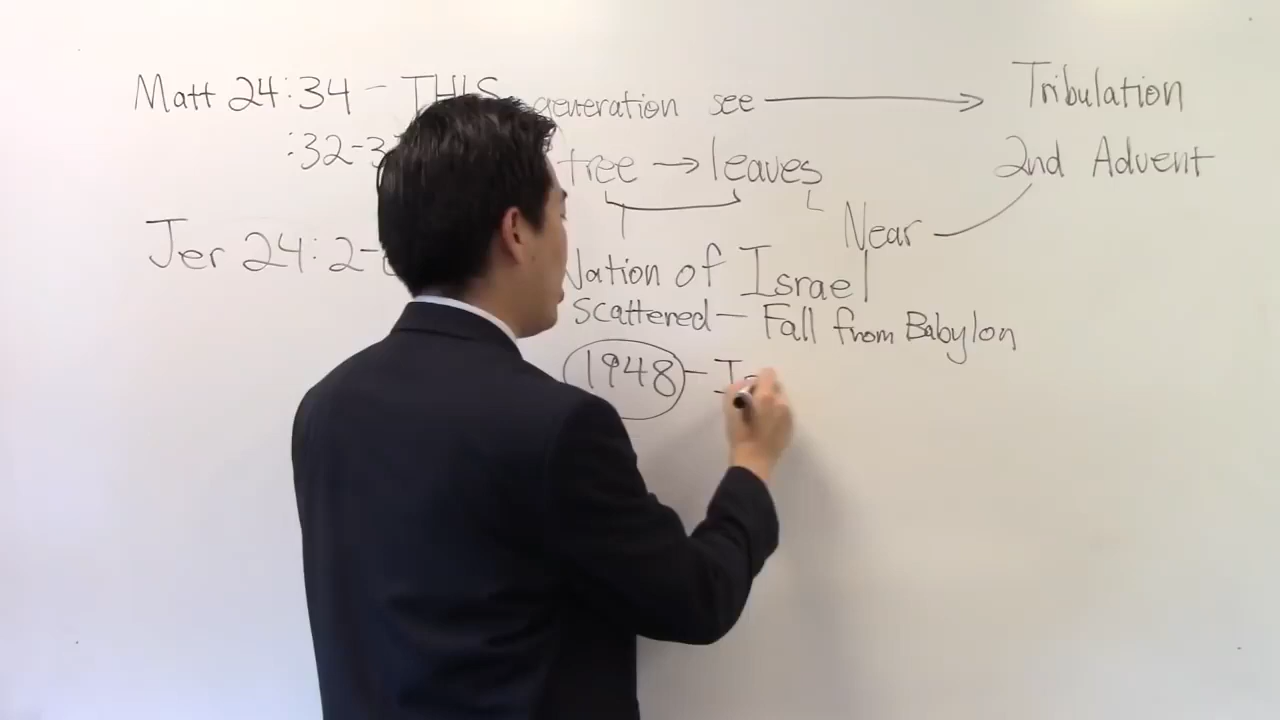 Matt 24:34 - THIS generation see → Tribulation
:32-3 tree → leaves 2nd Advent
Near
Jer 24:2-
Nation of Israel
Scattered - Fall from Babylon
1948 -